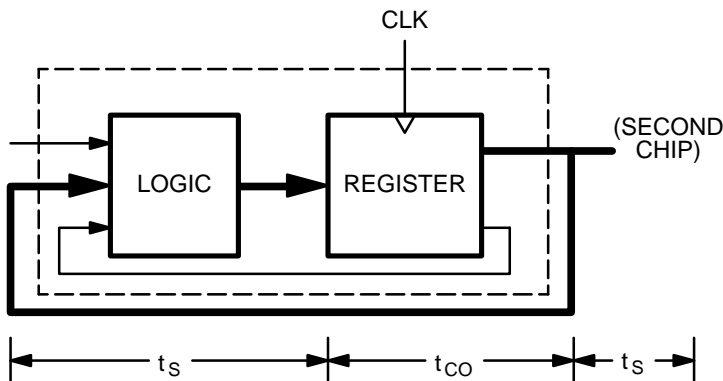 CLK
(SECOND
CHIP)
LOGIC
REGISTER
tS
tCO
tS